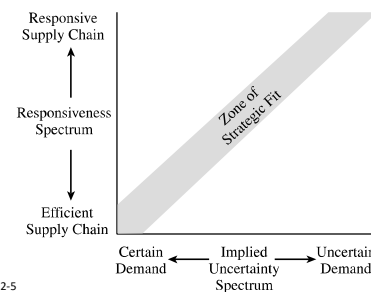 Responsive
Supply Chain
Responsiveness
Spectrum
Efficient
Supply Chain
Zone of
Strategic Fit
Certain
Demand
Implied
Uncertainty
Spectrum
Uncertain
Demand
2-5